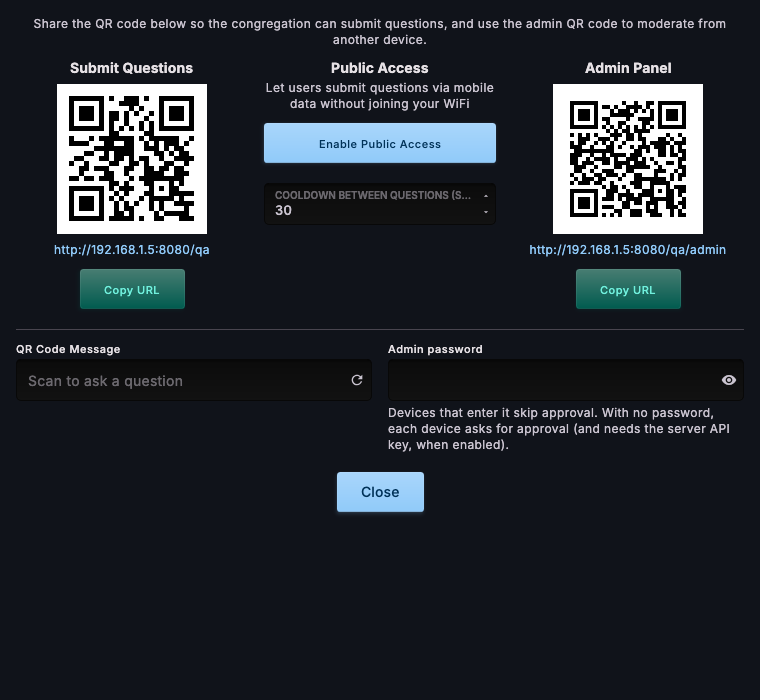 Share the QR code below so the congregation can submit questions, and use the admin QR code to moderate from
another device.
Submit Questions
http://192.168.1.5:8080/qa
Copy URL
Public Access
Let users submit questions via mobile
data without joining your WiFi
Enable Public Access
COOLDOWN BETWEEN QUESTIONS (S...
30
Admin Panel
http://192.168.1.5:8080/qa/admin
Copy URL
QR Code Message
Scan to ask a question
Admin password
Devices that enter it skip approval. With no password,
each device asks for approval (and needs the server API
key, when enabled).
Close